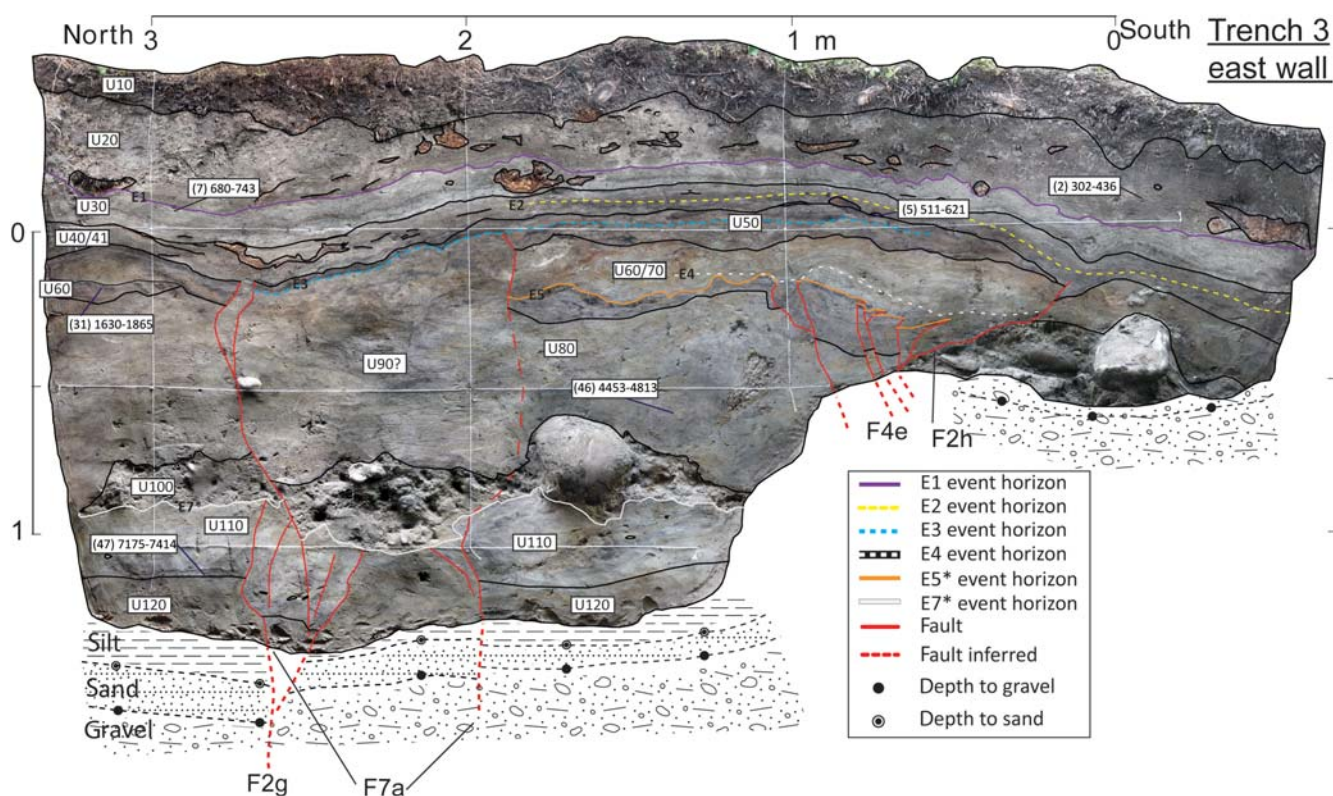 North 3 2 1 m 0 South Trench 3
east wall
U10
U20
(7) 680-743
(2) 302-436
E1
U30
E2
(5) 511-621
0
U50
U40/41
E3
U60/70
E4
U60
E5
(31) 1630-1865
U90?
U80
(46) 4453-4813
F4e
F2h
U100
E7
U110
1
U110
(47) 7175-7414
U120
U120
Silt
Sand
Gravel
F2g
F7a
E1 event horizon
E2 event horizon
E3 event horizon
E4 event horizon
E5* event horizon
E7* event horizon
Fault
Fault inferred
Depth to gravel
Depth to sand